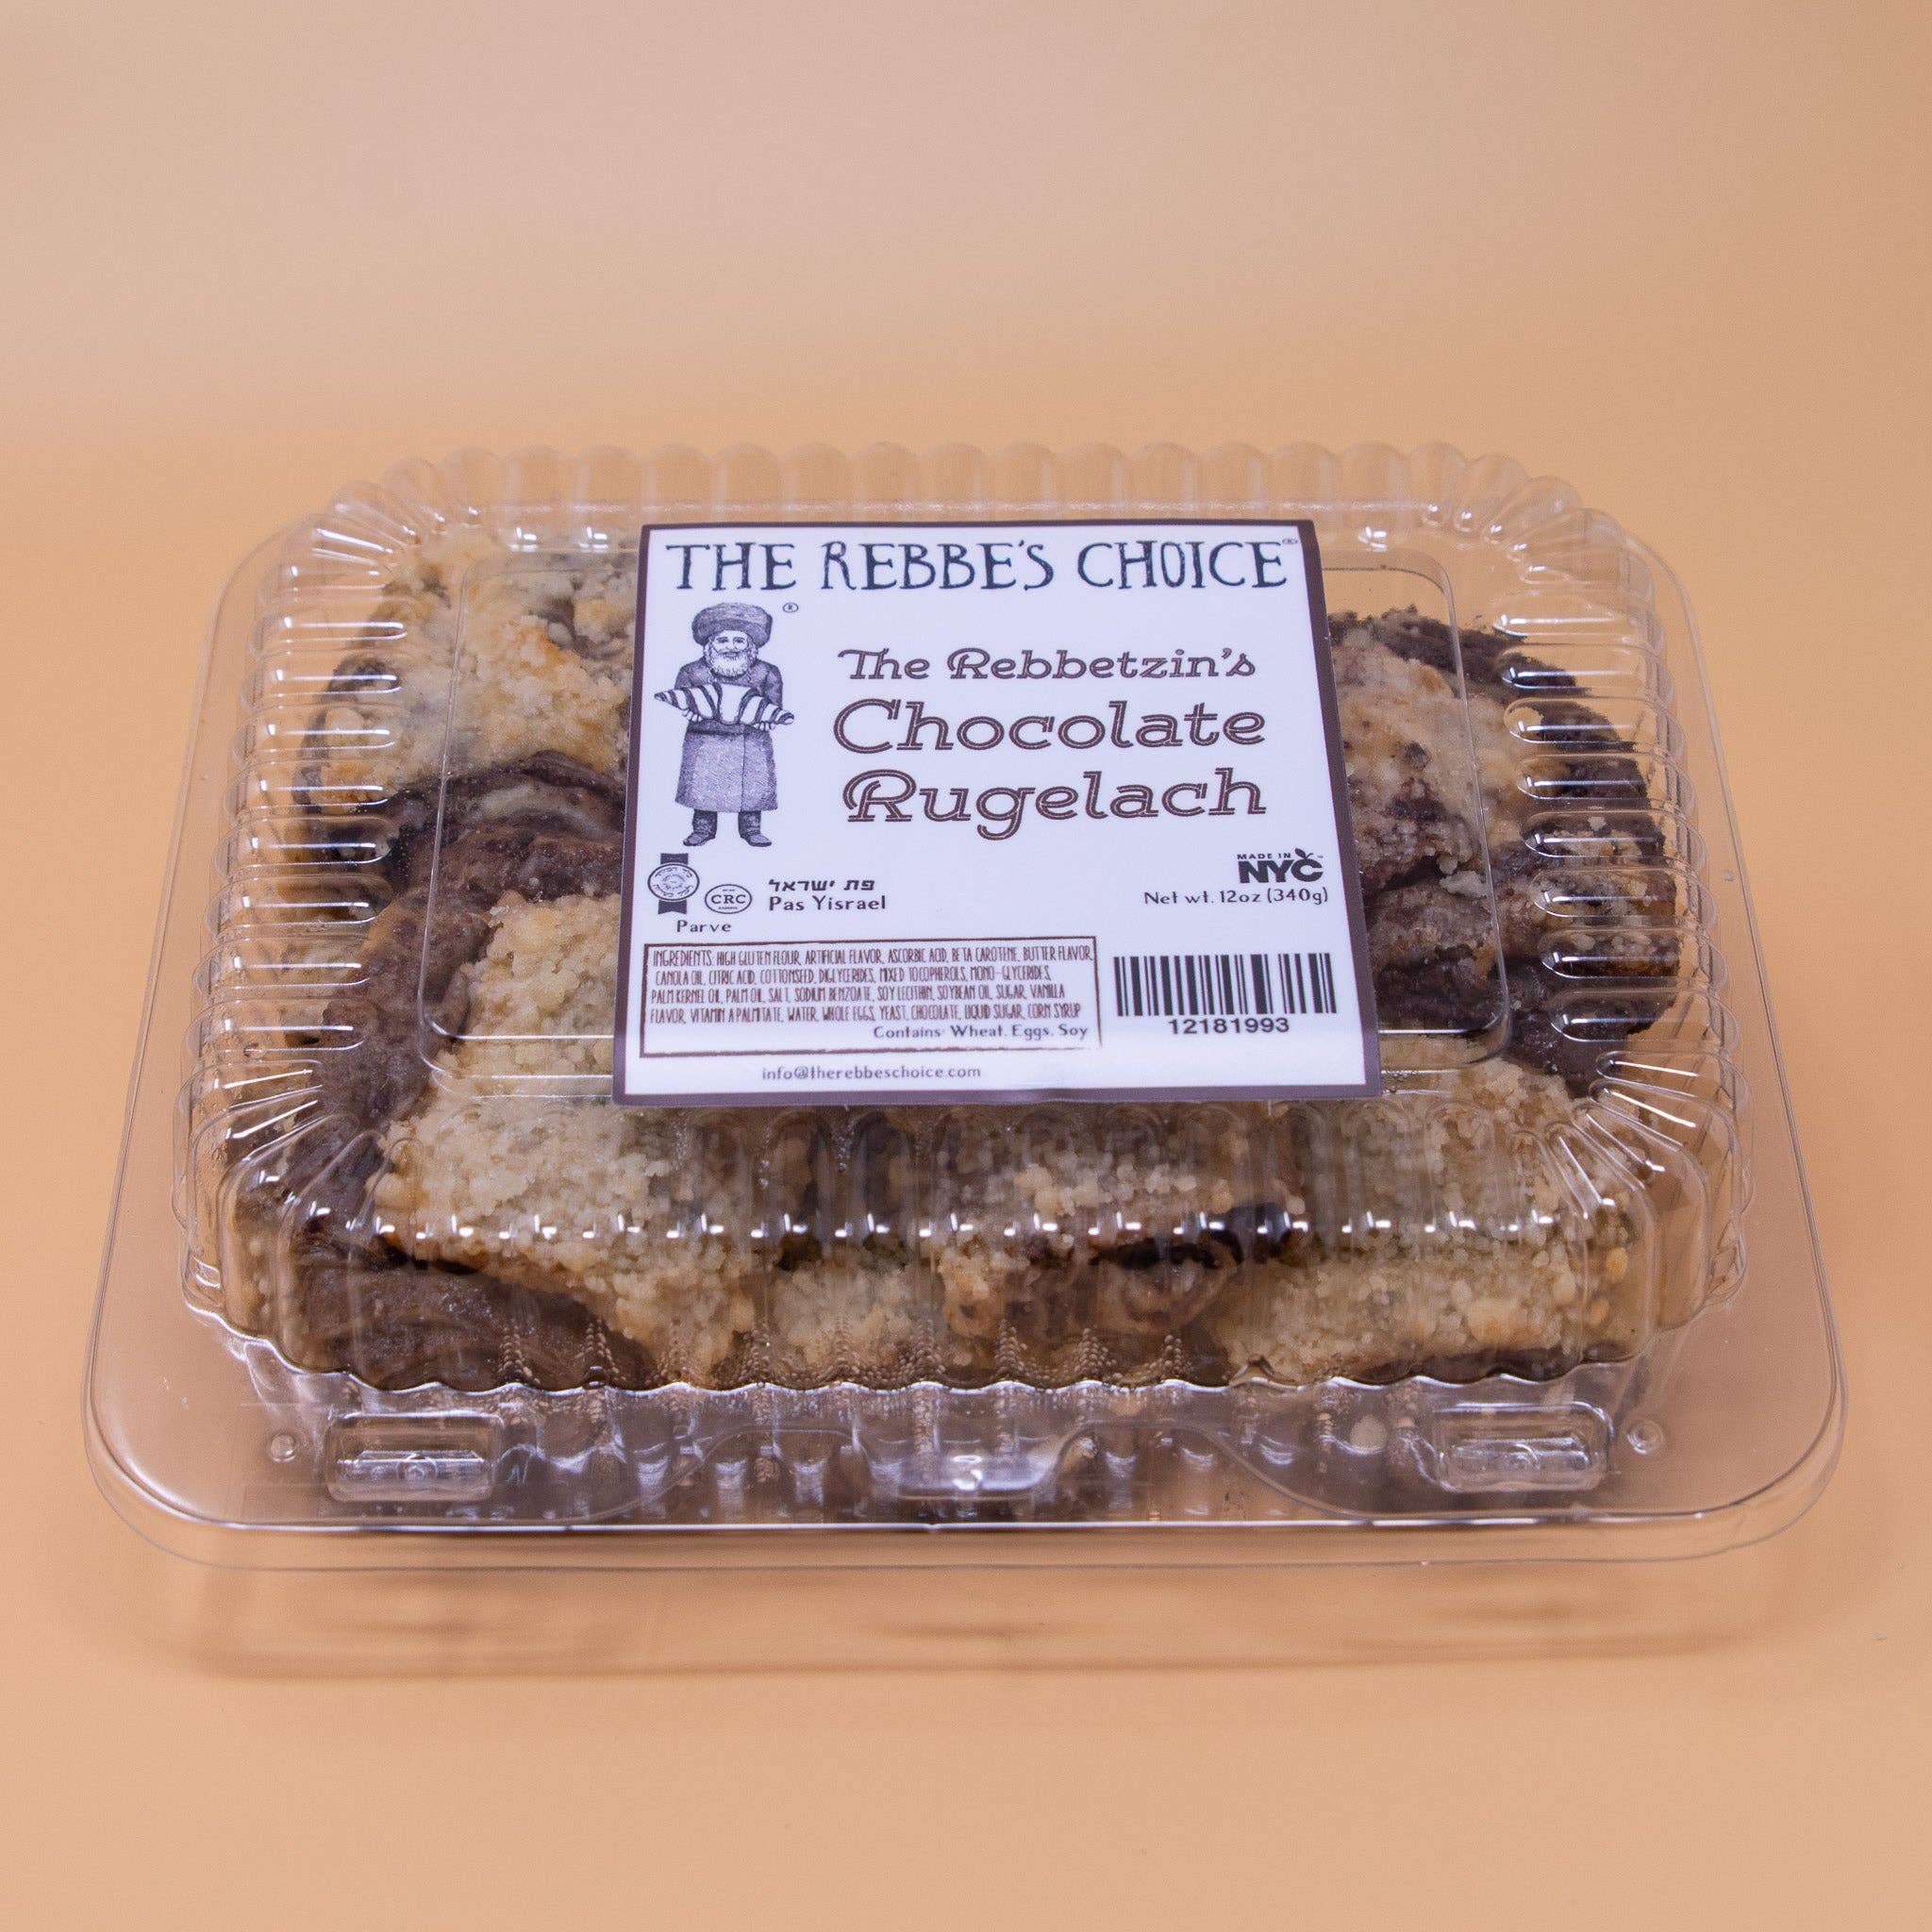 THE REBBE'S CHOICE®
®
The Rebbetzin's
Chocolate
Rugelach
CRC
פת ישראל
Pas Yisrael
Parve
MADE IN
NYC
Net wt. 12oz (340g)
INGREDIENTS: HIGH GLUTEN FLOUR, ARTIFICIAL FLAVOR, ASCORBIC ACID, BETA CAROTENE, BUTTER FLAVOR,
CANOLA OIL, CITRIC ACID, COTTONSEED, DIGLYCERIDES, MIXED TOCOPHEROLS, MONO-GLYCERIDES,
PALM KERNEL OIL, PALM OIL, SALT, SODIUM BENZOATE, SOY LECITHIN, SOYBEAN OIL, SUGAR, VANILLA
FLAVOR, VITAMIN A PALMITATE, WATER, WHOLE EGGS, YEAST, CHOCOLATE, LIQUID SUGAR, CORN SYRUP
Contains: Wheat, Eggs, Soy
12181993
info@therebbeschoice.com